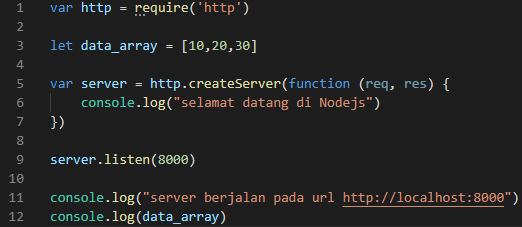 1 var http = require('http')
2
3 let data_array = [10,20,30]
4
5 var server = http.createServer(function (req, res) {
6     console.log("selamat datang di Nodejs")
7 })
8
9 server.listen(8000)
10
11 console.log("server berjalan pada url http://localhost:8000")
12 console.log(data_array)